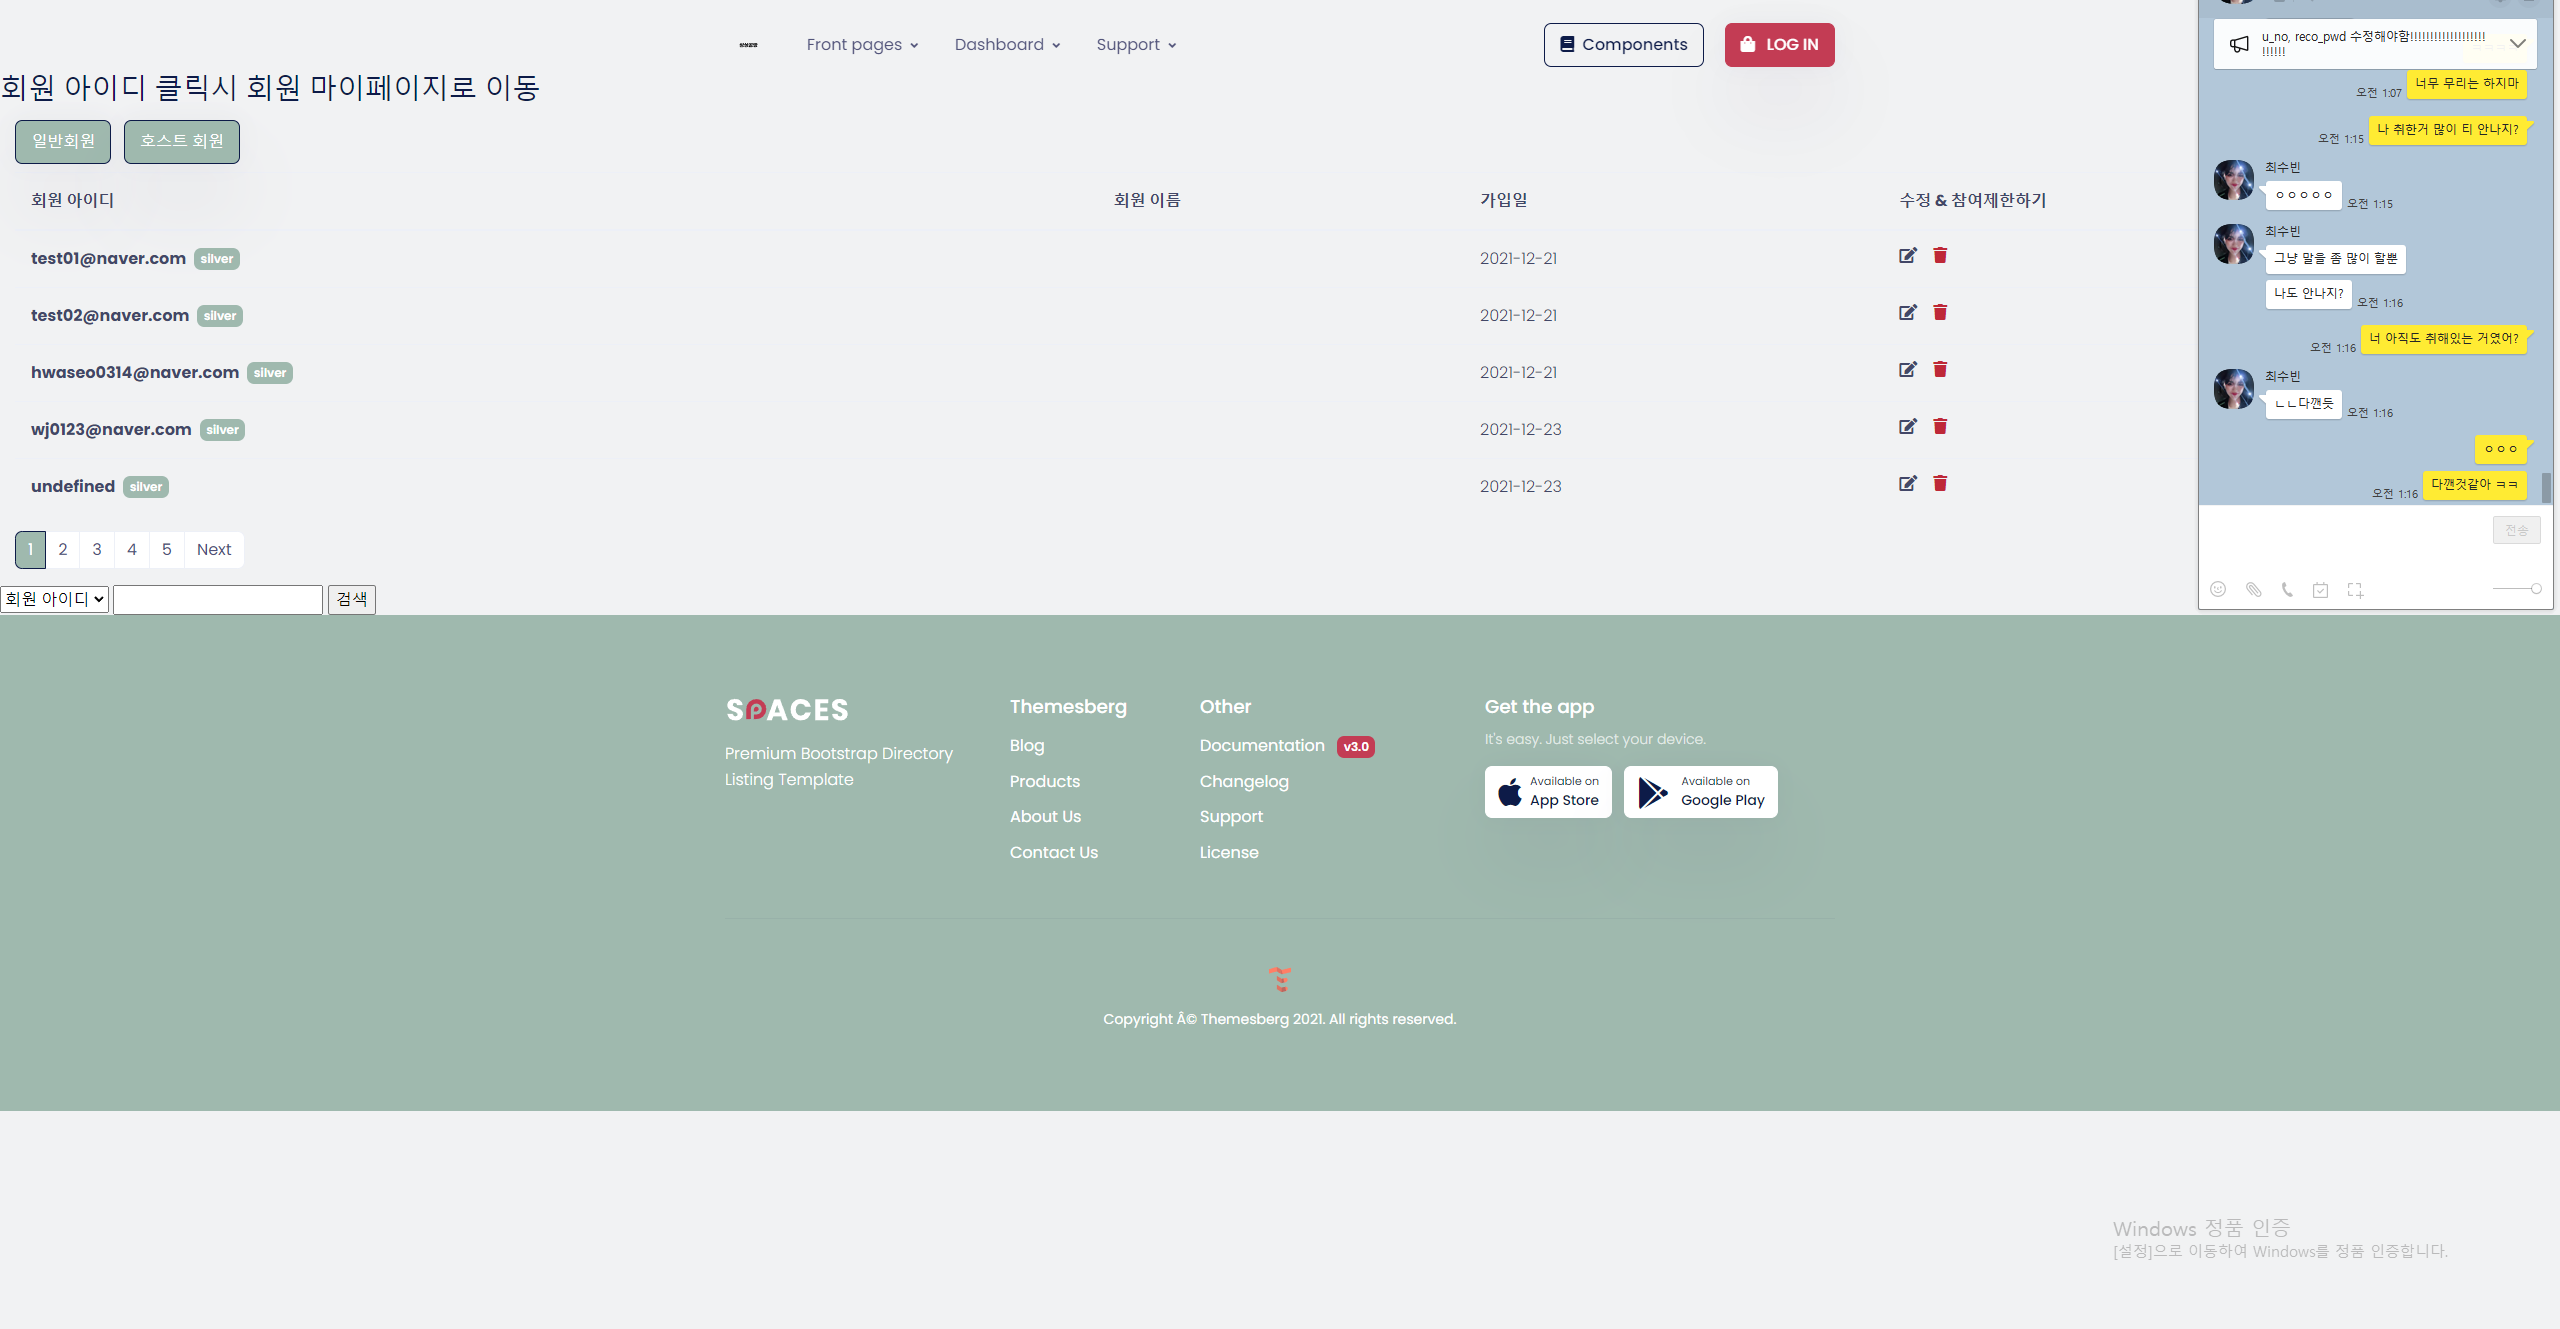 Front pages
Dashboard
Support
Components
LOG IN
회원 아이디 클릭시 회원 마이페이지로 이동
일반회원
호스트 회원
회원 아이디
회원 이름
가입일
수정 & 참여제한하기
test01@naver.com silver
2021-12-21
test02@naver.com silver
2021-12-21
hwaseo0314@naver.com silver
2021-12-21
wj0123@naver.com silver
2021-12-23
undefined silver
2021-12-23
1
2
3
4
5
Next
회원 아이디
검색
u_no, reco_pwd 수정해야함!!!!!!!!!!!!!!!!!!!
!!!!!!
너무 무리는 하지마
오전 1:07
나 취한거 많이 티 안나지?
오전 1:15
최수빈
ㅇㅇㅇㅇㅇ
오전 1:15
최수빈
그냥 말을 좀 많이 할뿐
나도 안나지?
오전 1:16
너 아직도 취해있는 거였어?
오전 1:16
최수빈
ㄴㄴ다깬듯
오전 1:16
ㅇㅇㅇ
다깬것같아 ㅋㅋ
오전 1:16
전송
SPACES
Premium Bootstrap Directory
Listing Template
Themesberg
Blog
Products
About Us
Contact Us
Other
Documentation v3.0
Changelog
Support
License
Get the app
It's easy. Just select your device.
Available on
App Store
Available on
Google Play
Copyright Â© Themesberg 2021. All rights reserved.
Windows 정품 인증
[설정]으로 이동하여 Windows를 정품 인증합니다.